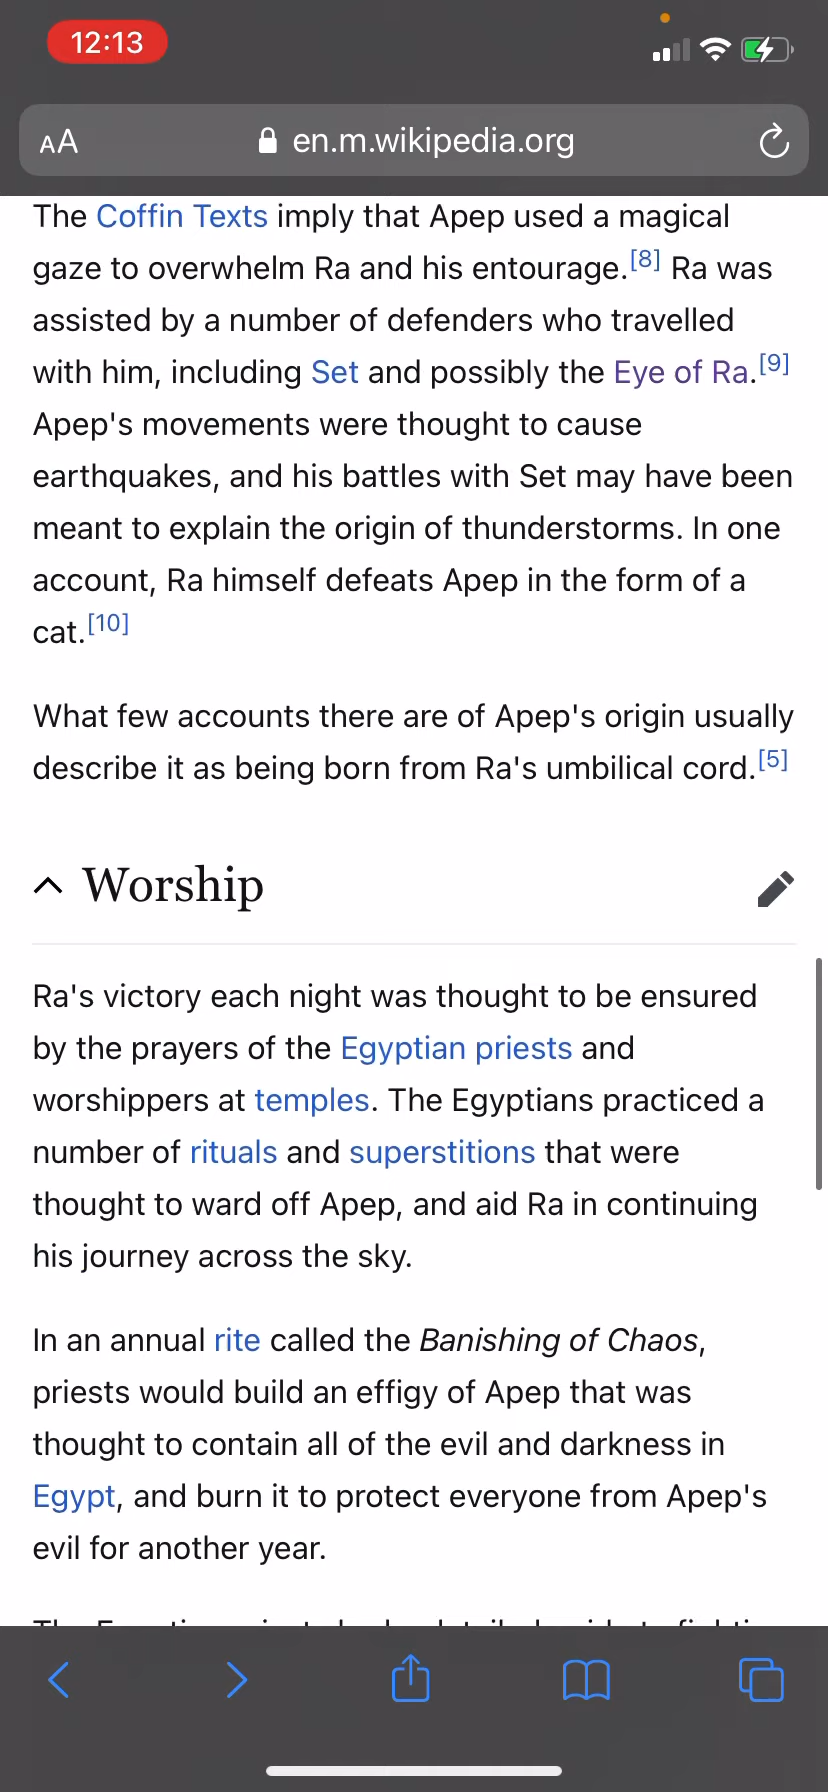 12:13
AA en.m.wikipedia.org
The Coffin Texts imply that Apep used a magical
gaze to overwhelm Ra and his entourage.[8] Ra was
assisted by a number of defenders who travelled
with him, including Set and possibly the Eye of Ra.[9]
Apep's movements were thought to cause
earthquakes, and his battles with Set may have been
meant to explain the origin of thunderstorms. In one
account, Ra himself defeats Apep in the form of a
cat.[10]
What few accounts there are of Apep's origin usually
describe it as being born from Ra's umbilical cord.[5]
Worship
Ra's victory each night was thought to be ensured
by the prayers of the Egyptian priests and
worshippers at temples. The Egyptians practiced a
number of rituals and superstitions that were
thought to ward off Apep, and aid Ra in continuing
his journey across the sky.
In an annual rite called the Banishing of Chaos,
priests would build an effigy of Apep that was
thought to contain all of the evil and darkness in
Egypt, and burn it to protect everyone from Apep's
evil for another year.